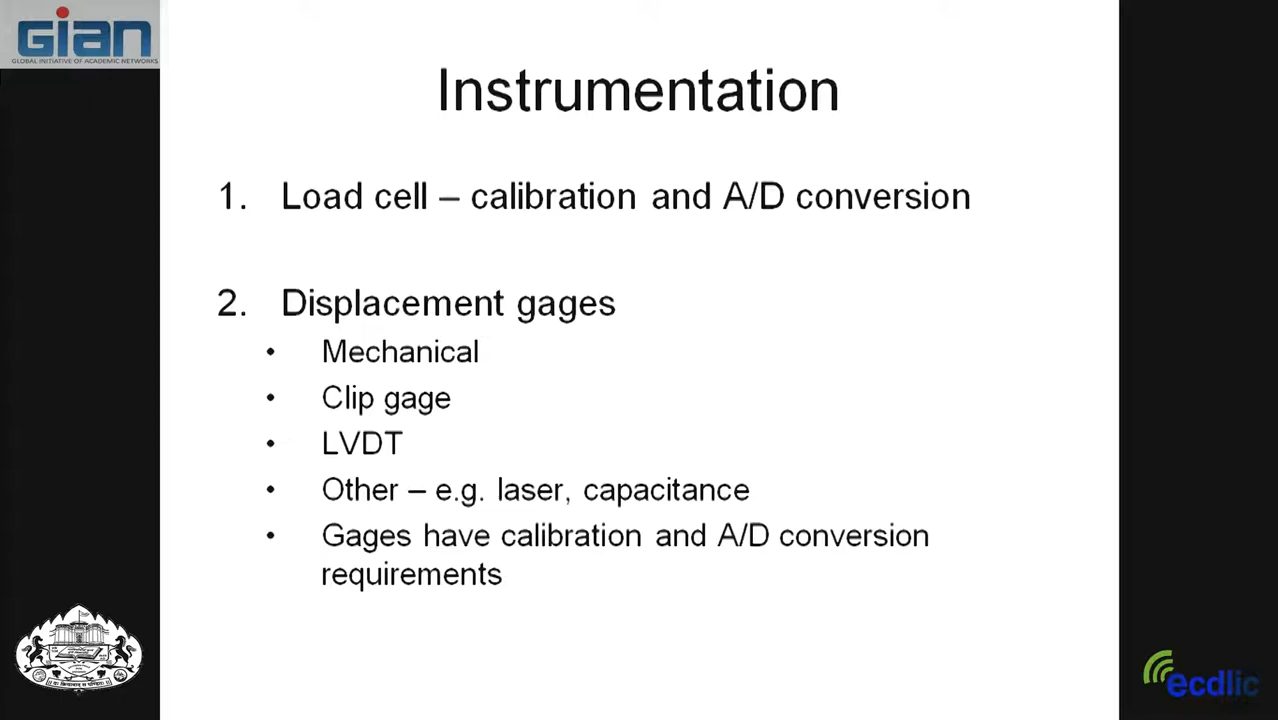 GIAN
GLOBAL INITIATIVE OF ACADEMIC NETWORKS
Instrumentation
1. Load cell – calibration and A/D conversion
2. Displacement gages
• Mechanical
• Clip gage
• LVDT
• Other – e.g. laser, capacitance
• Gages have calibration and A/D conversion
requirements
ecdlic